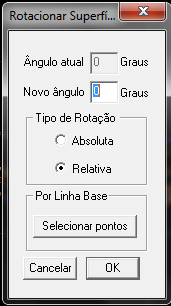 Rotacionar Superfí...
Ângulo atual 0 Graus
Novo ângulo 0 Graus
Tipo de Rotação
Absoluta
Relativa
Por Linha Base
Selecionar pontos
Cancelar OK